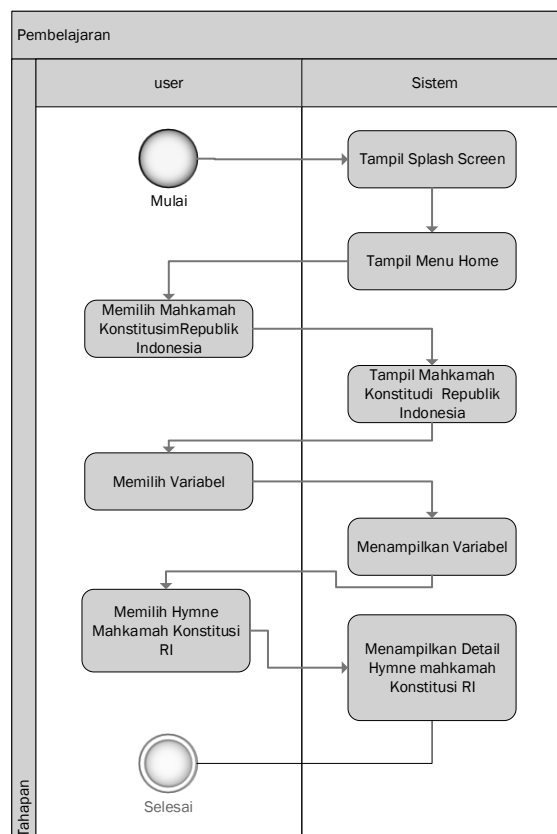 Pembelajaran
user
Sistem
Tampil Splash Screen
Mulai
Tampil Menu Home
Memilih Mahkamah
KonstitusimRepublik
Indonesia
Tampil Mahkamah
Konstitudi Republik
Indonesia
Memilih Variabel
Menampilkan Variabel
Memilih Hymne
Mahkamah Konstitusi
RI
Menampilkan Detail
Hymne mahkamah
Konstitusi RI
Selesai
Tahapan